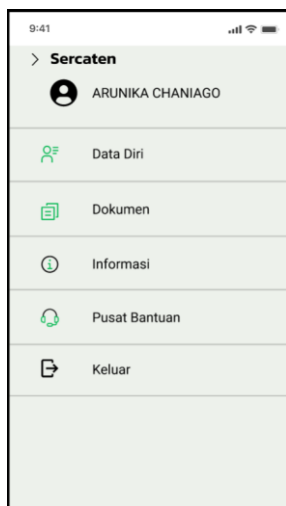 9:41
Sercaten
ARUNIKA CHANIAGO
Data Diri
Dokumen
Informasi
Pusat Bantuan
Keluar